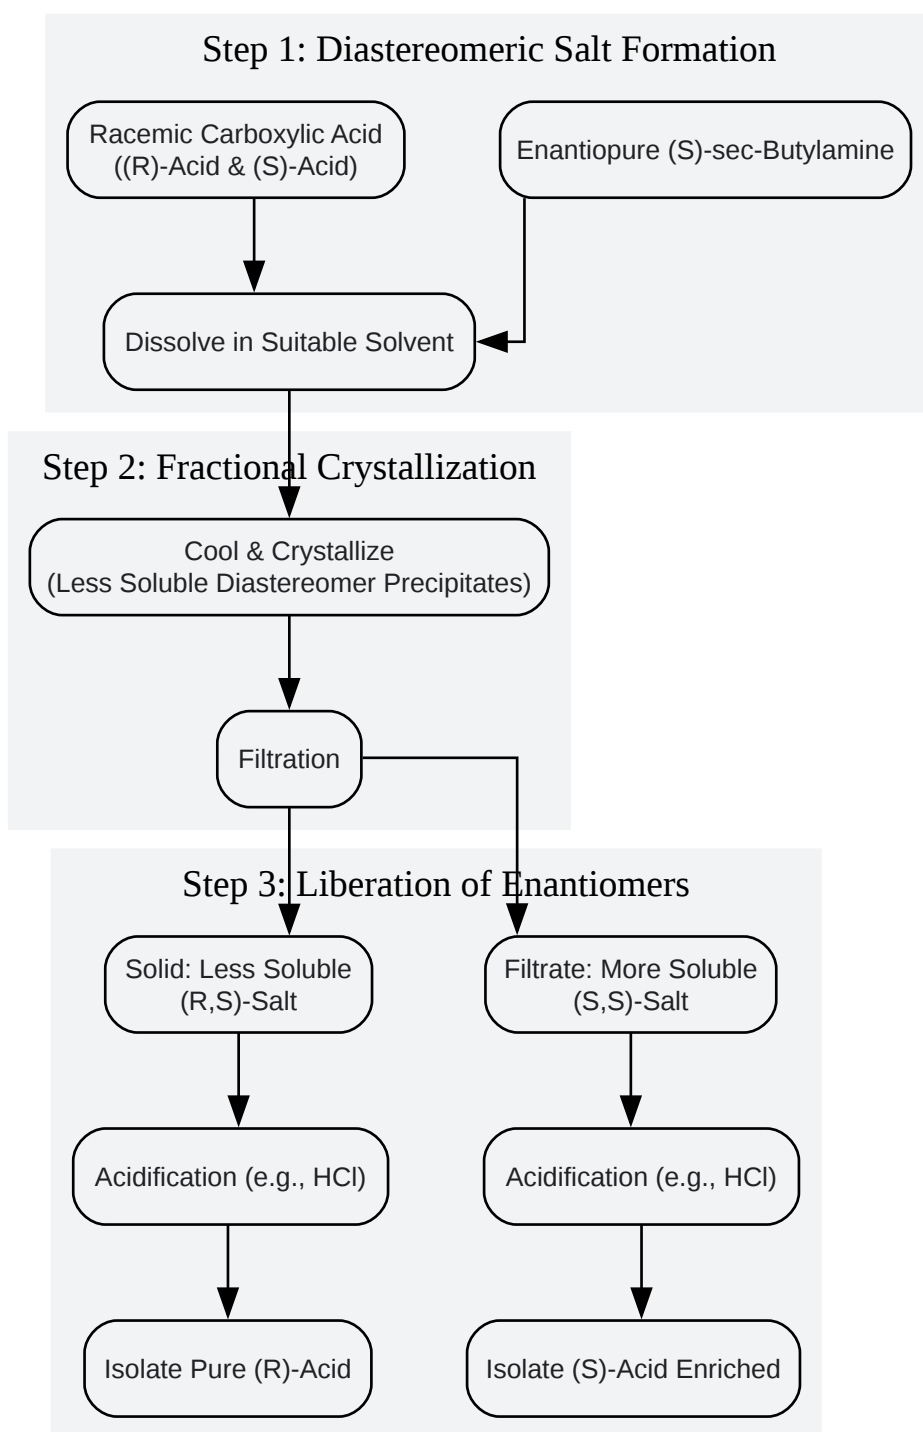 Step 1: Diastereomeric Salt Formation
Racemic Carboxylic Acid
((R)-Acid & (S)-Acid)
Enantiopure (S)-sec-Butylamine
Dissolve in Suitable Solvent
Step 2: Fractional Crystallization
Cool & Crystallize
(Less Soluble Diastereomer Precipitates)
Filtration
Step 3: Liberation of Enantiomers
Solid: Less Soluble
(R,S)-Salt
Filtrate: More Soluble
(S,S)-Salt
Acidification (e.g., HCl)
Acidification (e.g., HCl)
Isolate Pure (R)-Acid
Isolate (S)-Acid Enriched